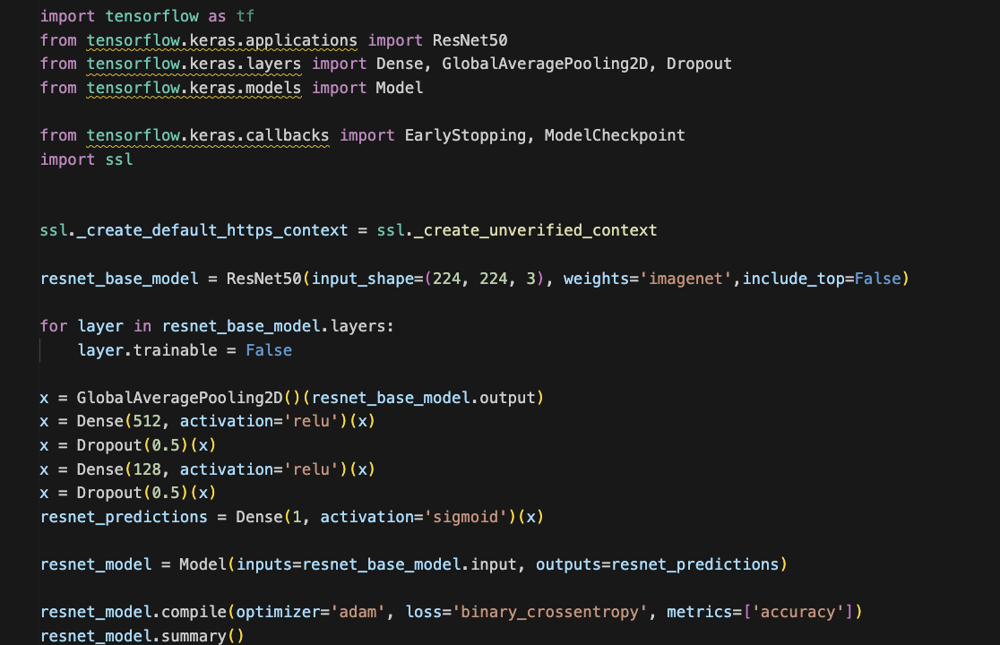 import tensorflow as tf
from tensorflow.keras.applications import ResNet50
from tensorflow.keras.layers import Dense, GlobalAveragePooling2D, Dropout
from tensorflow.keras.models import Model
from tensorflow.keras.callbacks import EarlyStopping, ModelCheckpoint
import ssl
ssl._create_default_https_context = ssl._create_unverified_context
resnet_base_model = ResNet50(input_shape=(224, 224, 3), weights='imagenet',include_top=False)
for layer in resnet_base_model.layers:
    layer.trainable = False
x = GlobalAveragePooling2D()(resnet_base_model.output)
x = Dense(512, activation='relu')(x)
x = Dropout(0.5)(x)
x = Dense(128, activation='relu')(x)
x = Dropout(0.5)(x)
resnet_predictions = Dense(1, activation='sigmoid')(x)
resnet_model = Model(inputs=resnet_base_model.input, outputs=resnet_predictions)
resnet_model.compile(optimizer='adam', loss='binary_crossentropy', metrics=['accuracy'])
resnet_model.summary()